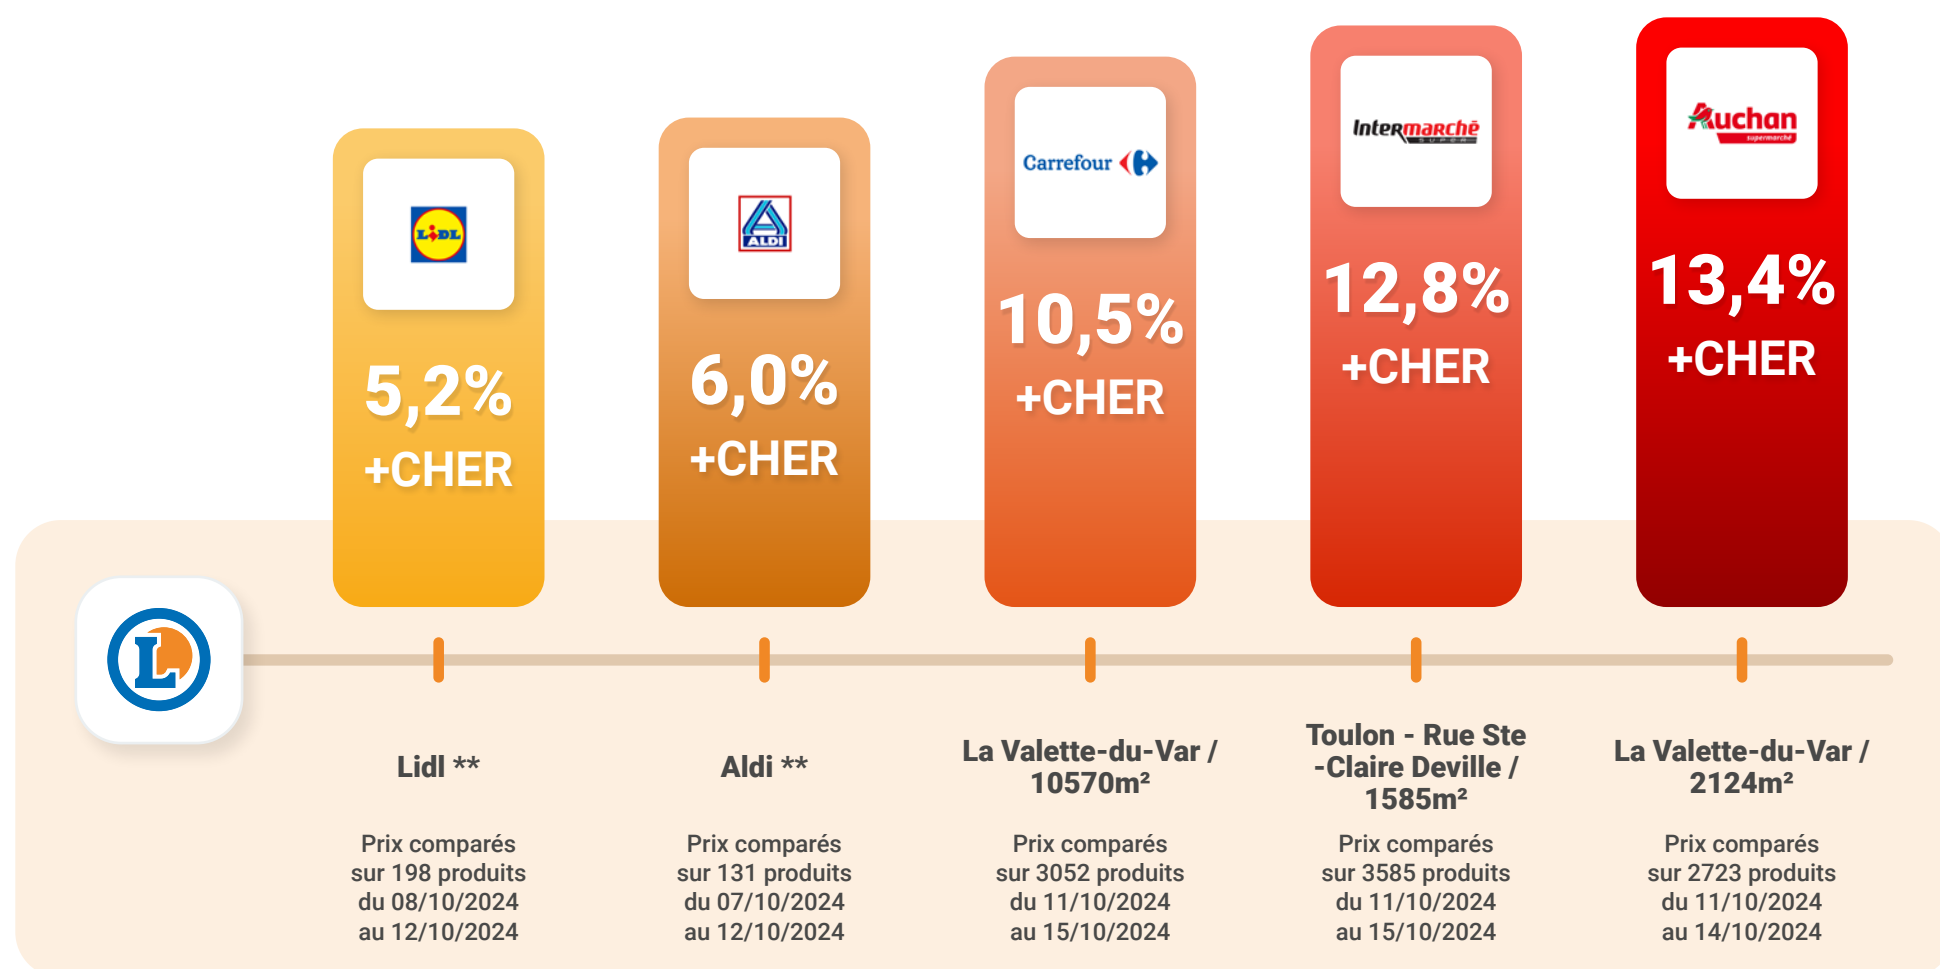 LIDL
5,2%
+CHER
ALDI
6,0%
+CHER
Carrefour
10,5%
+CHER
Intermarché
SUPER
12,8%
+CHER
Auchan
supermarché
13,4%
+CHER
L
Lidl **
Prix comparés
sur 198 produits
du 08/10/2024
au 12/10/2024
Aldi **
Prix comparés
sur 131 produits
du 07/10/2024
au 12/10/2024
La Valette-du-Var /
10570m²
Prix comparés
sur 3052 produits
du 11/10/2024
au 15/10/2024
Toulon - Rue Ste
-Claire Deville /
1585m²
Prix comparés
sur 3585 produits
du 11/10/2024
au 15/10/2024
La Valette-du-Var /
2124m²
Prix comparés
sur 2723 produits
du 11/10/2024
au 14/10/2024